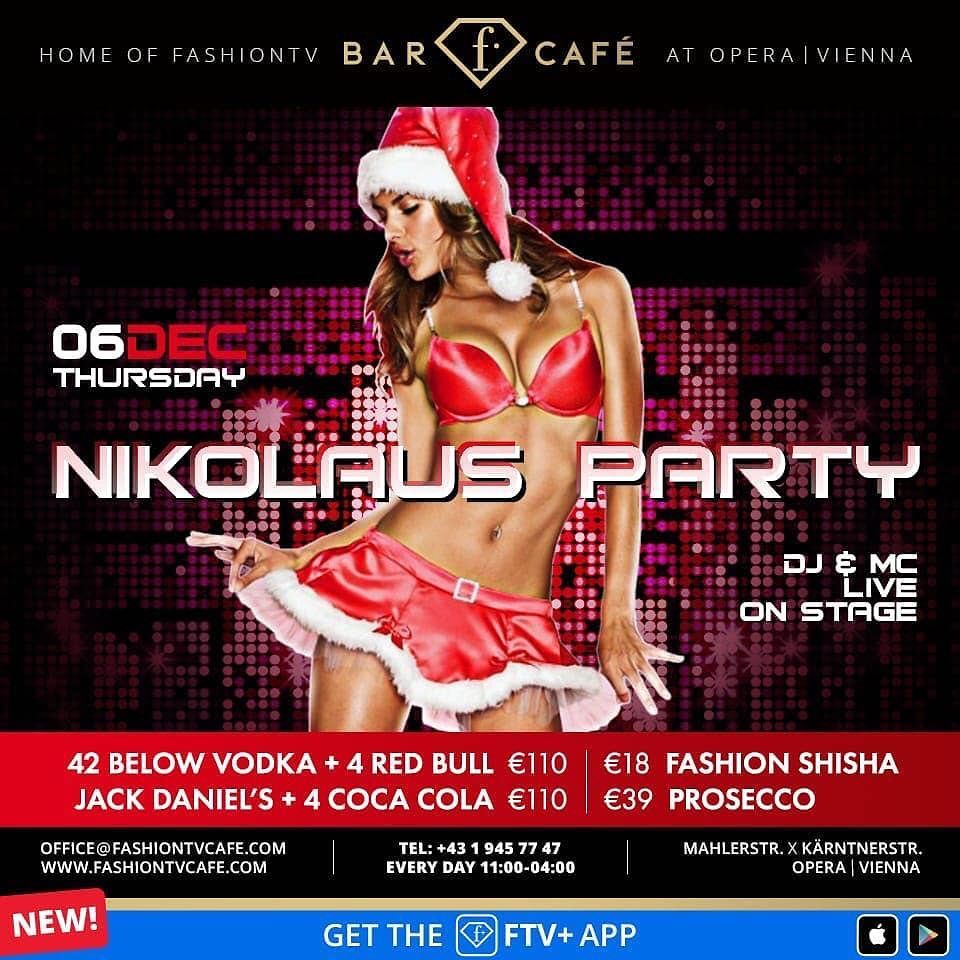 HOME OF FASHIONTV BAR f. CAFÉ AT OPERA | VIENNA
06DEC
THURSDAY
NIKOLAUS PARTY
DJ & MC
LIVE
ON STAGE
42 BELOW VODKA + 4 RED BULL €110 | €18 FASHION SHISHA
JACK DANIEL'S + 4 COCA COLA €110 | €39 PROSECCO
OFFICE@FASHIONTVCAFE.COM
WWW.FASHIONTVCAFE.COM
TEL: +43 1 945 77 47
EVERY DAY 11:00-04:00
MAHLERSTR. X KÄRNTNERSTR.
OPERA | VIENNA
NEW!
GET THE f. FTV+ APP